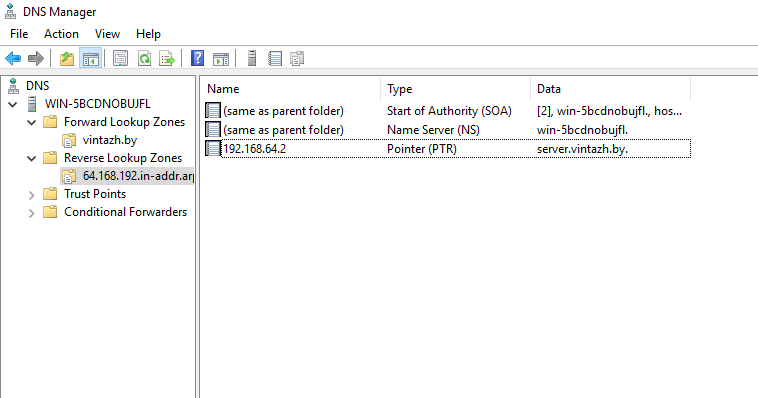 DNS Manager
File Action View Help
DNS
WIN-5BCDNOBUJFL
Forward Lookup Zones
vintazh.by
Reverse Lookup Zones
64.168.192.in-addr.arp
Trust Points
Conditional Forwarders
Name Type Data
(same as parent folder) Start of Authority (SOA) [2], win-5bcdnobujfl., hos...
(same as parent folder) Name Server (NS) win-5bcdnobujfl.
192.168.64.2 Pointer (PTR) server.vintazh.by.